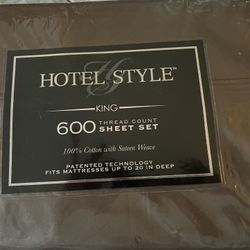 HOTEL STYLE™
KING
600 THREAD COUNT
SHEET SET
100% Cotton with Sateen Weave
PATENTED TECHNOLOGY
FITS MATTRESSES UP TO 20 IN DEEP